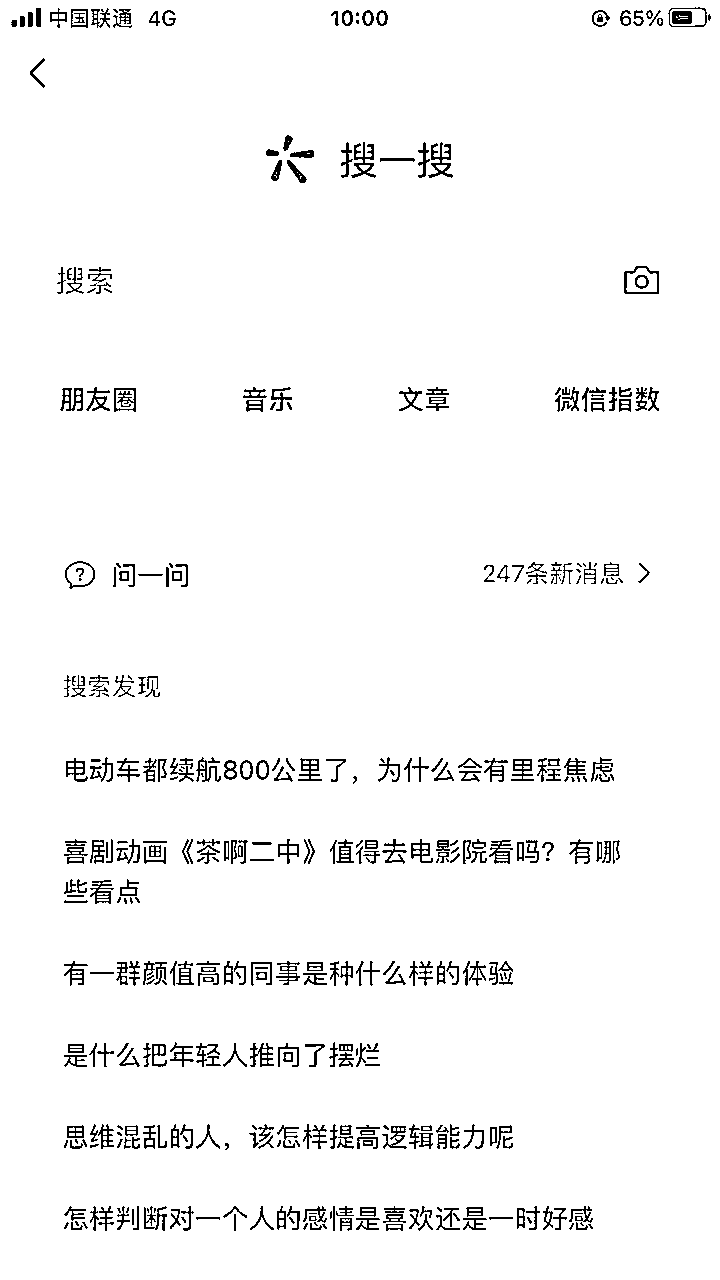 中国联通 4G 10:00 65%
搜一搜
搜索
朋友圈 音乐 文章 微信指数
问一问 247条新消息
搜索发现
电动车都续航800公里了，为什么会有里程焦虑
喜剧动画《茶啊二中》值得去电影院看吗？有哪
些看点
有一群颜值高的同事是种什么样的体验
是什么把年轻人推向了摆烂
思维混乱的人，该怎样提高逻辑能力呢
怎样判断对一个人的感情是喜欢还是一时好感